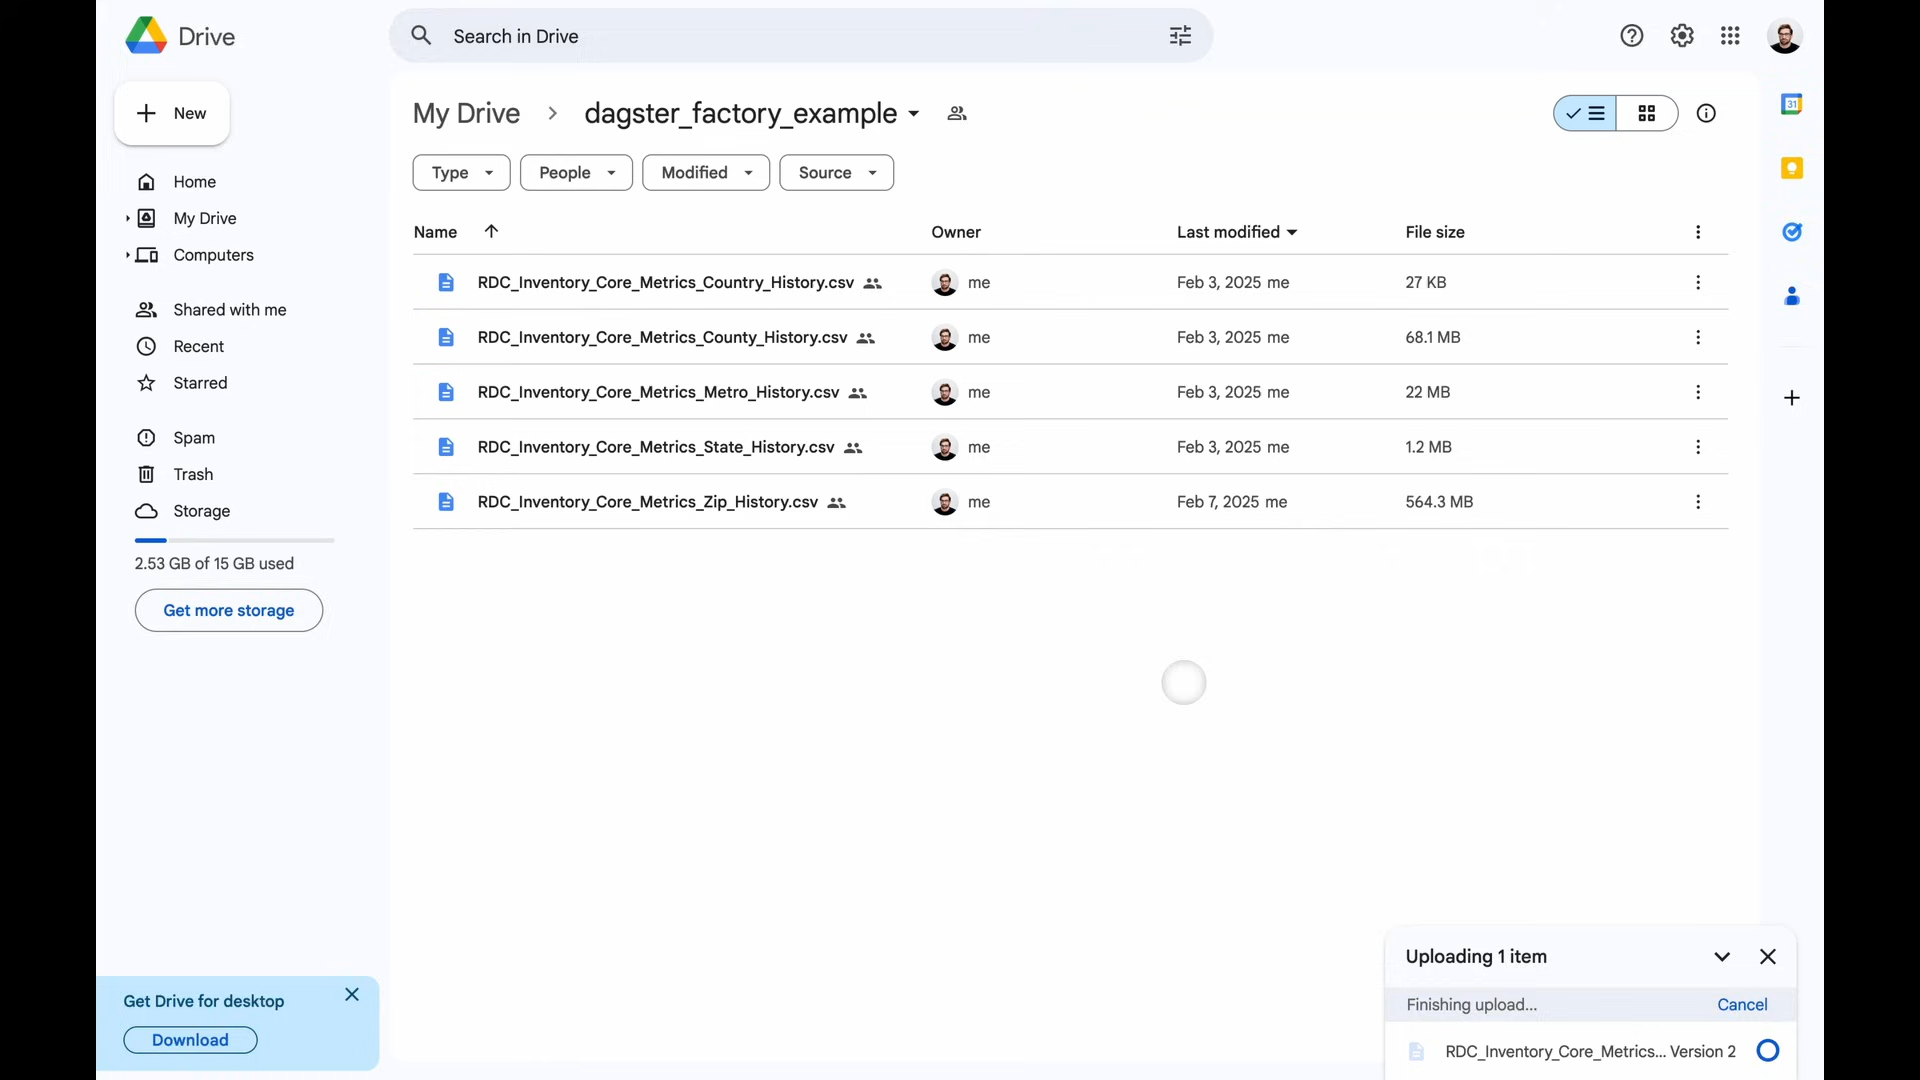 Drive
Search in Drive
New
My Drive
dagster_factory_example
31
Type
People
Modified
Source
Home
My Drive
Computers
Name
Owner
Last modified
File size
RDC_Inventory_Core_Metrics_Country_History.csv
me
Feb 3, 2025 me
27 KB
RDC_Inventory_Core_Metrics_County_History.csv
me
Feb 3, 2025 me
68.1 MB
RDC_Inventory_Core_Metrics_Metro_History.csv
me
Feb 3, 2025 me
22 MB
RDC_Inventory_Core_Metrics_State_History.csv
me
Feb 3, 2025 me
1.2 MB
RDC_Inventory_Core_Metrics_Zip_History.csv
me
Feb 7, 2025 me
564.3 MB
Shared with me
Recent
Starred
Spam
Trash
Storage
2.53 GB of 15 GB used
Get more storage
Get Drive for desktop
Download
Uploading 1 item
Finishing upload...
Cancel
RDC_Inventory_Core_Metrics... Version 2